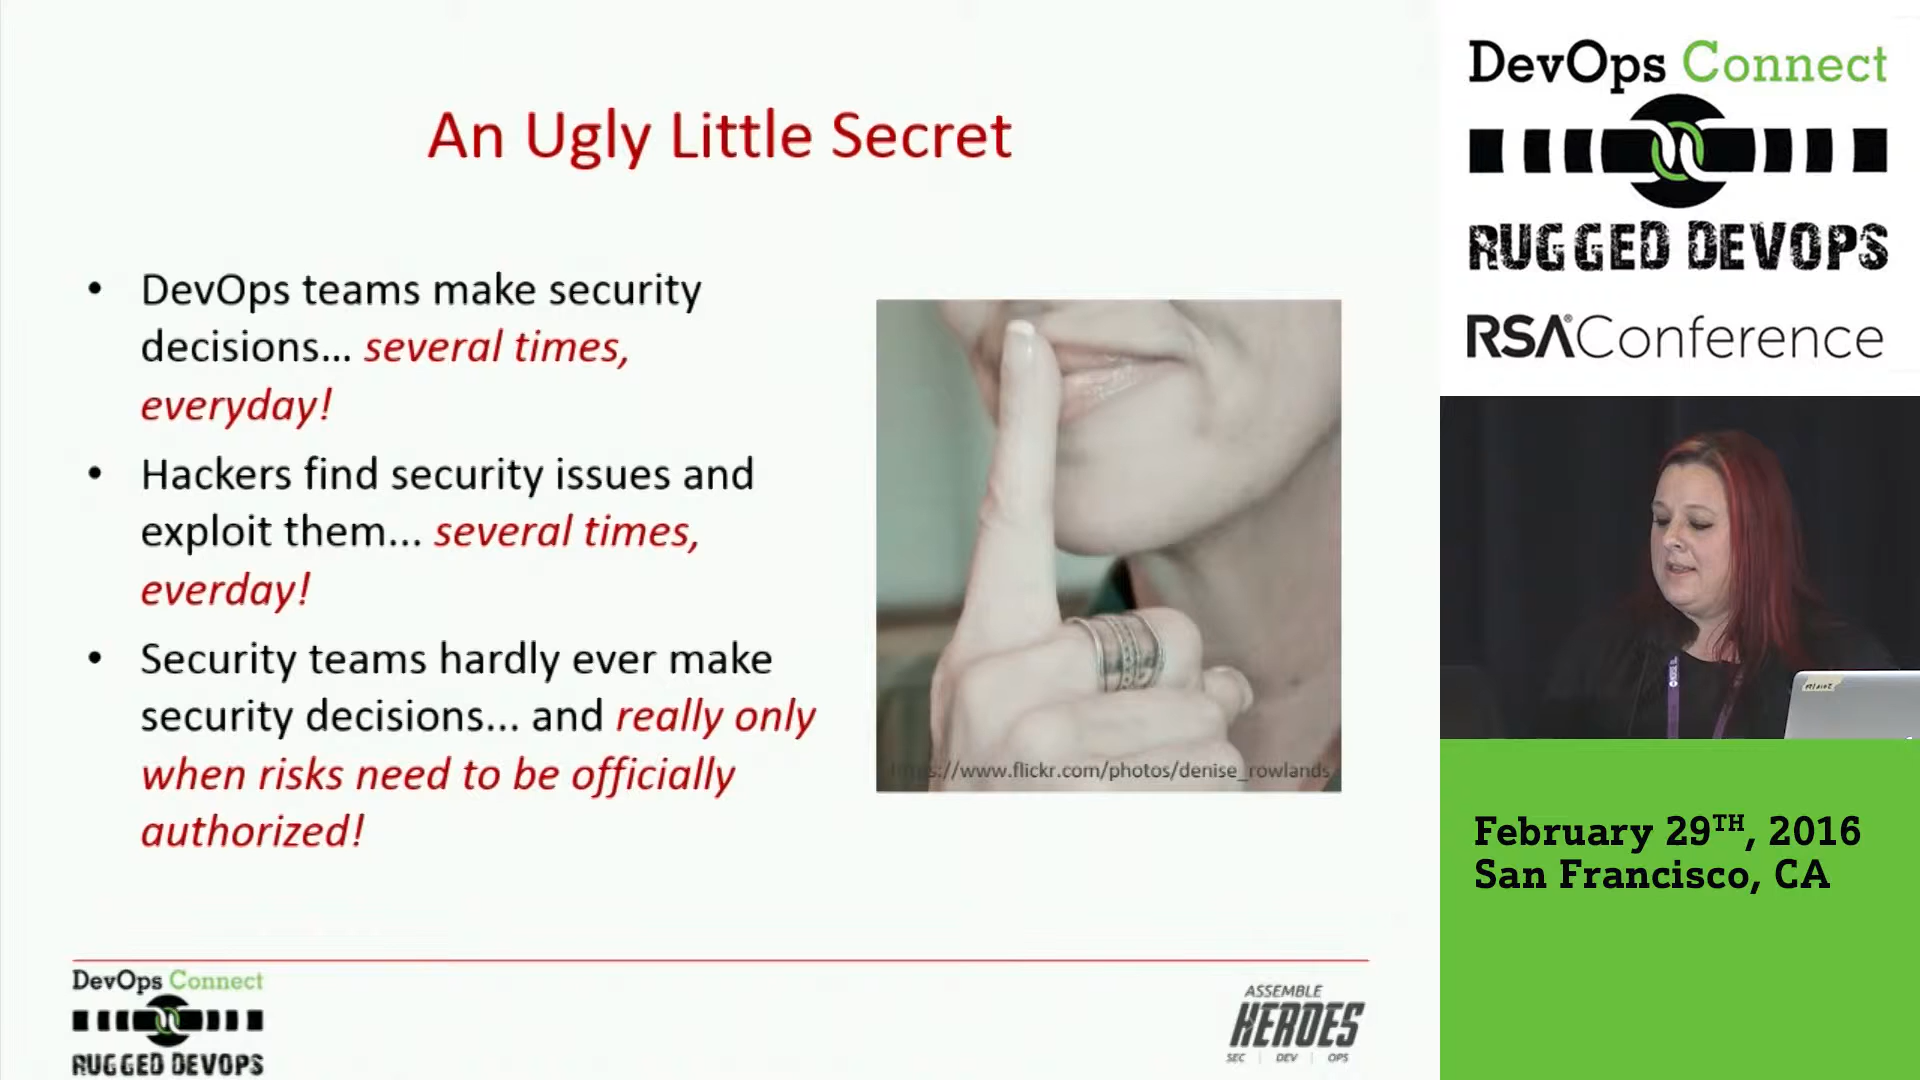 An Ugly Little Secret
• DevOps teams make security
decisions... several times,
everyday!
• Hackers find security issues and
exploit them... several times,
everday!
• Security teams hardly ever make
security decisions... and really only
when risks need to be officially
authorized!
://www.flickr.com/photos/denise_rowlands
DevOps Connect
RUGGED DEVOPS
ASSEMBLE
HEROES
SEC | DEV | OPS
DevOps Connect
RUGGED DEVOPS
RSA®Conference
February 29TH, 2016
San Francisco, CA